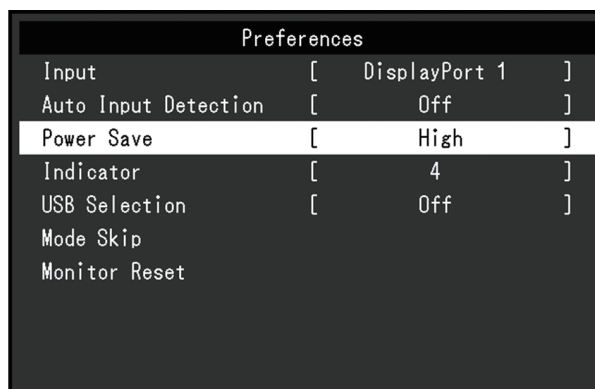 Preferences
Input [ DisplayPort 1 ]
Auto Input Detection [ Off ]
Power Save [ High ]
Indicator [ 4 ]
USB Selection [ Off ]
Mode Skip
Monitor Reset